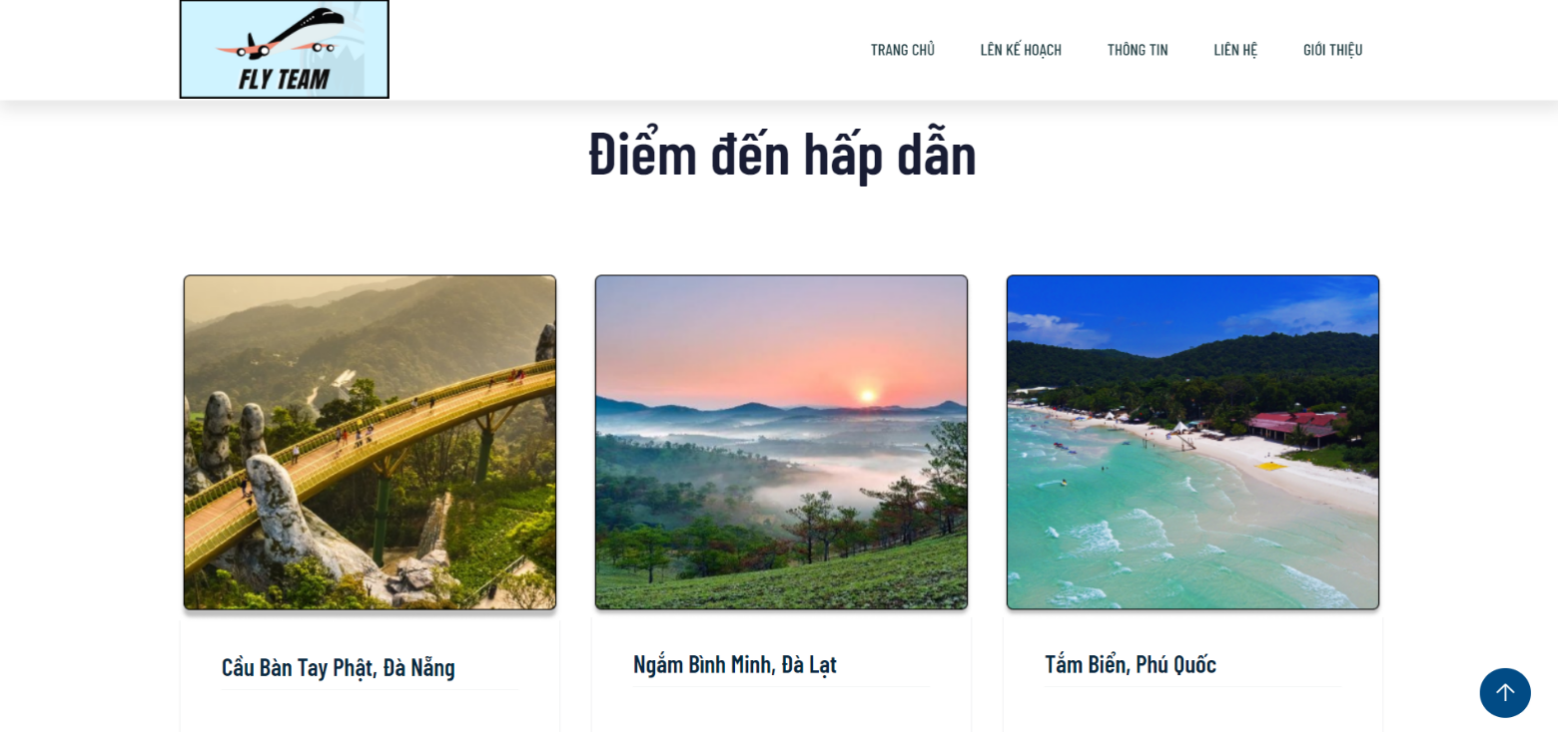 FLY TEAM
TRANG CHỦ LÊN KẾ HOẠCH THÔNG TIN LIÊN HỆ GIỚI THIỆU
Điểm đến hấp dẫn
Cầu Bàn Tay Phật, Đà Nẵng
Ngắm Bình Minh, Đà Lạt
Tắm Biển, Phú Quốc